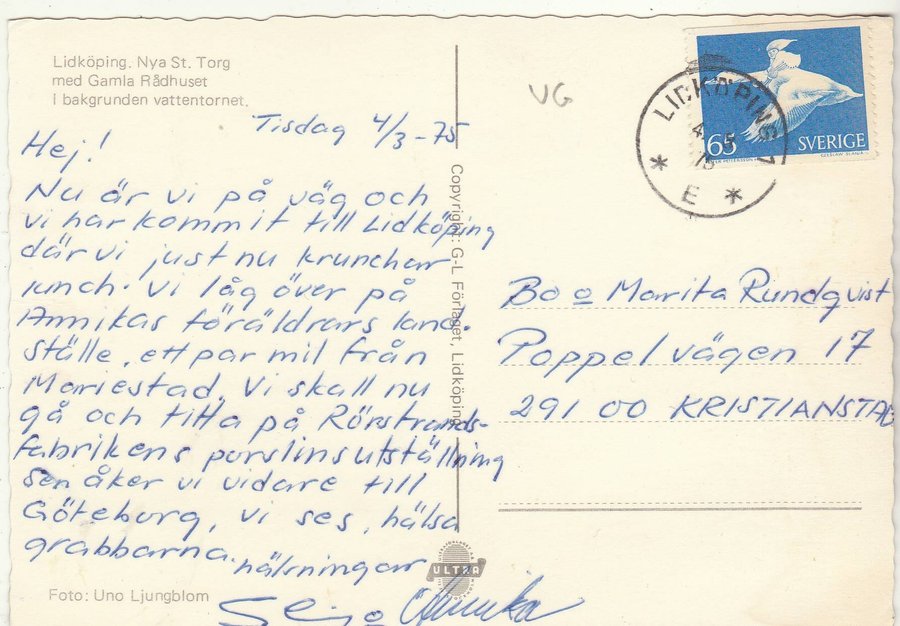 Lidköping. Nya St. Torg
med Gamla Rådhuset
I bakgrunden vattentornet.
VG
Tisdag 4/3-75
Hej!
Nu är vi på väg och
vi har kommit till Lidköping
där vi just nu krunchar
lunch. Vi låg över på
Annikas föräldrars land-
ställe, ett par mil från
Mariestad. Vi skall nu
gå och titta på Rörstrands-
fabrikens porslinsutställning
sen åker vi vidare till
Göteborg, vi ses, hälsa
grabbarna.
hälsningar
o Annika
Foto: Uno Ljungblom
Copyright: G-L Förlaget, Lidköping
ULTRA
LIDKÖPING
E
65 SVERIGE
CZESLAW SLANIA
Bo o Marita Rundqvist
Poppelvägen 17
291 00 KRISTIANSTAD